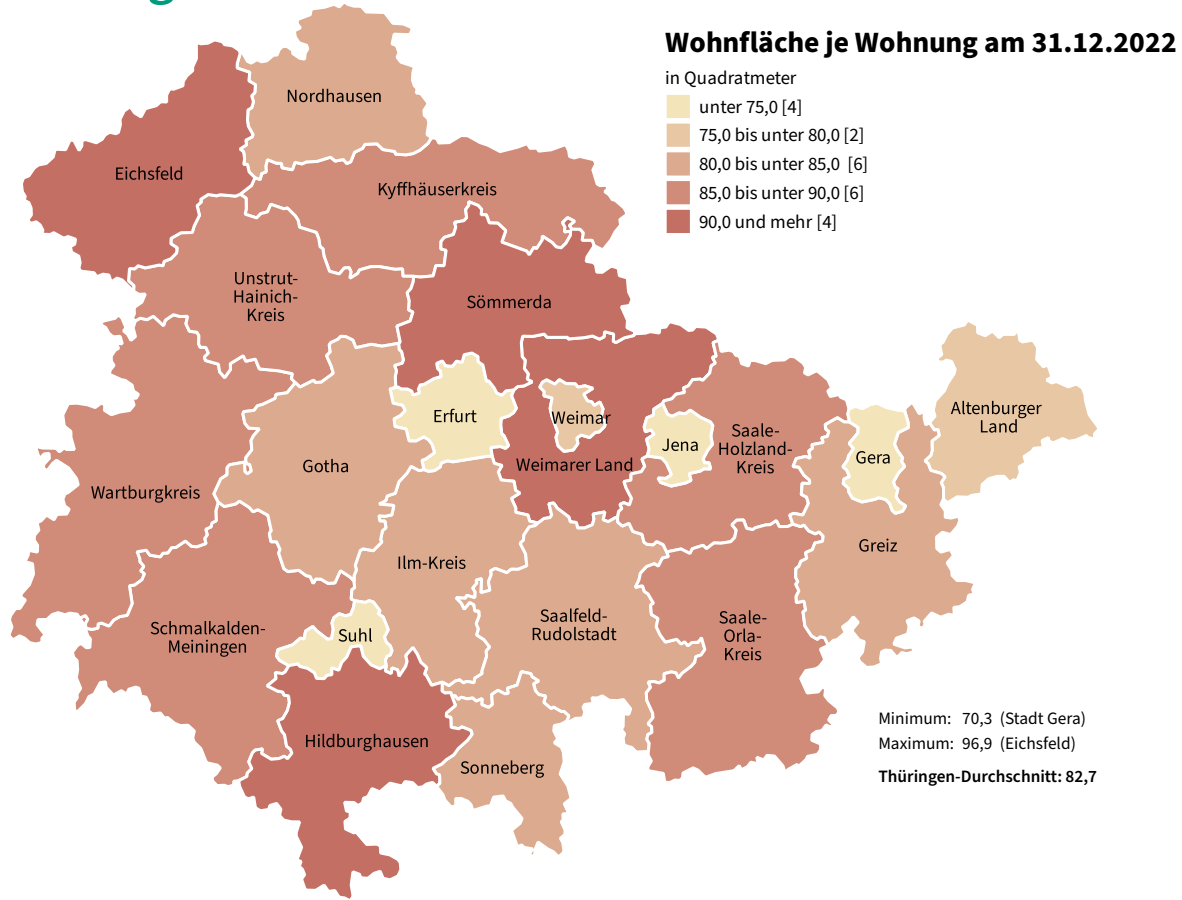 Wohnfläche je Wohnung am 31.12.2022
in Quadratmeter
unter 75,0 [4]
75,0 bis unter 80,0 [2]
80,0 bis unter 85,0 [6]
85,0 bis unter 90,0 [6]
90,0 und mehr [4]
Nordhausen
Eichsfeld
Kyffhäuserkreis
Unstrut-
Hainich-
Kreis
Sömmerda
Erfurt
Weimar
Weimarer Land
Jena
Saale-
Holzland-
Kreis
Gera
Altenburger
Land
Gotha
Wartburgkreis
Greiz
Ilm-Kreis
Schmalkalden-
Meiningen
Suhl
Saalfeld-
Rudolstadt
Saale-
Orla-
Kreis
Hildburghausen
Sonneberg
Minimum: 70,3 (Stadt Gera)
Maximum: 96,9 (Eichsfeld)
Thüringen-Durchschnitt: 82,7